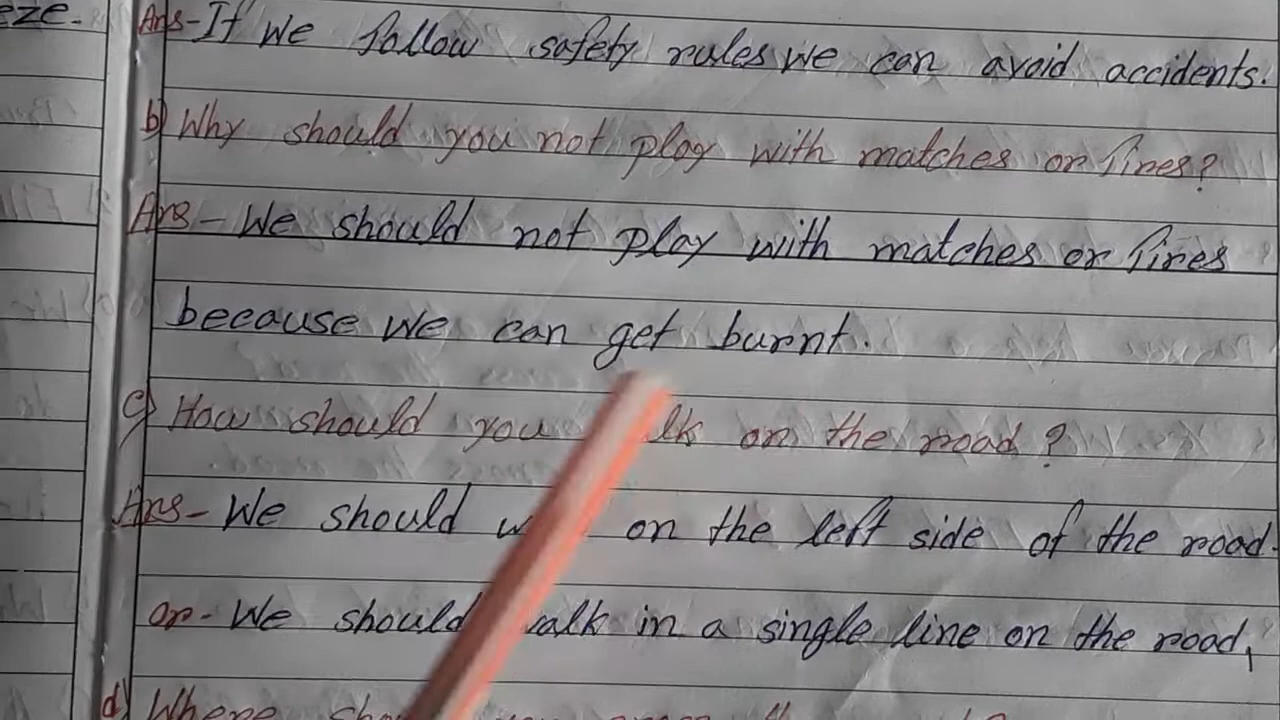 eze.
Ans-If we follow safety rules we can avoid accidents.
b) Why should you not play with matches or fires?
Ans - We should not play with matches or fires
because we can get burnt.
c) How should you lk on the road?
Ans- We should w on the left side of the road.
or- We should walk in a single line on the road,
d) Where